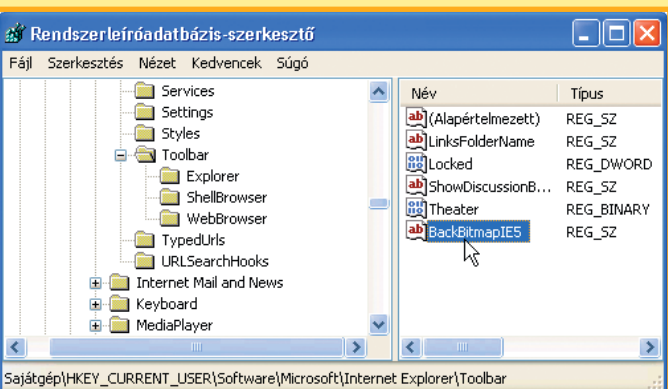 Rendszerleíróadatbázis-szerkesztő
Fájl Szerkesztés Nézet Kedvencek Súgó
Services
Settings
Styles
Toolbar
Explorer
ShellBrowser
WebBrowser
TypedUrls
URLSearchHooks
Internet Mail and News
Keyboard
MediaPlayer
Név Típus
(Alapértelmezett) REG_SZ
LinksFolderName REG_SZ
Locked REG_DWORD
ShowDiscussionB... REG_SZ
Theater REG_BINARY
BackBitmapIE5 REG_SZ
Sajátgép\HKEY_CURRENT_USER\Software\Microsoft\Internet Explorer\Toolbar